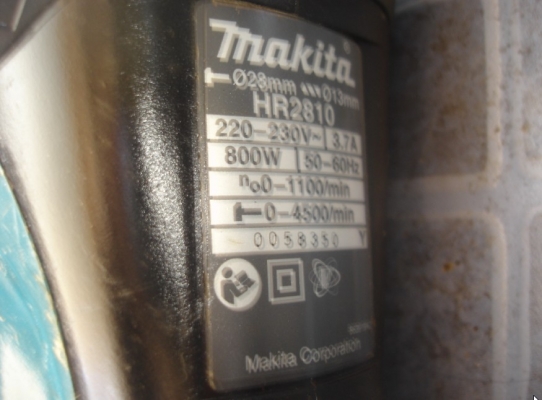 makita
Ø28mm Ø13mm
HR2810
220-230V~ 3.7A
800W 50-60Hz
n₀0-1100/min
0-4500/min
0058350 Y
Makita Corporation